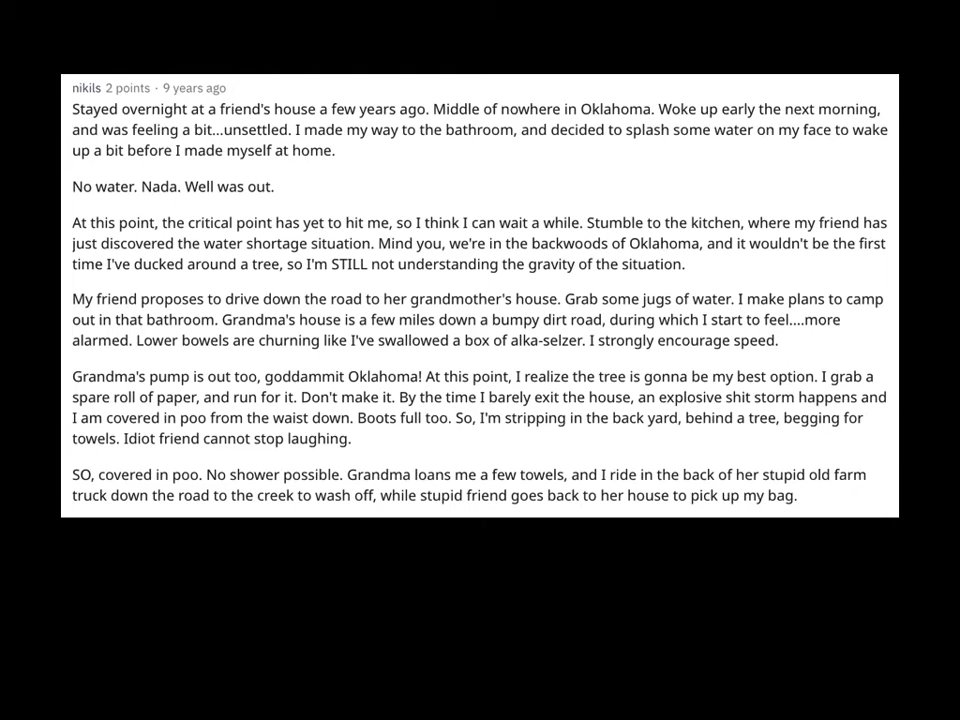 nikils 2 points · 9 years ago
Stayed overnight at a friend's house a few years ago. Middle of nowhere in Oklahoma. Woke up early the next morning,
and was feeling a bit...unsettled. I made my way to the bathroom, and decided to splash some water on my face to wake
up a bit before I made myself at home.
No water. Nada. Well was out.
At this point, the critical point has yet to hit me, so I think I can wait a while. Stumble to the kitchen, where my friend has
just discovered the water shortage situation. Mind you, we're in the backwoods of Oklahoma, and it wouldn't be the first
time I've ducked around a tree, so I'm STILL not understanding the gravity of the situation.
My friend proposes to drive down the road to her grandmother's house. Grab some jugs of water. I make plans to camp
out in that bathroom. Grandma's house is a few miles down a bumpy dirt road, during which I start to feel....more
alarmed. Lower bowels are churning like I've swallowed a box of alka-selzer. I strongly encourage speed.
Grandma's pump is out too, goddammit Oklahoma! At this point, I realize the tree is gonna be my best option. I grab a
spare roll of paper, and run for it. Don't make it. By the time I barely exit the house, an explosive shit storm happens and
I am covered in poo from the waist down. Boots full too. So, I'm stripping in the back yard, behind a tree, begging for
towels. Idiot friend cannot stop laughing.
SO, covered in poo. No shower possible. Grandma loans me a few towels, and I ride in the back of her stupid old farm
truck down the road to the creek to wash off, while stupid friend goes back to her house to pick up my bag.